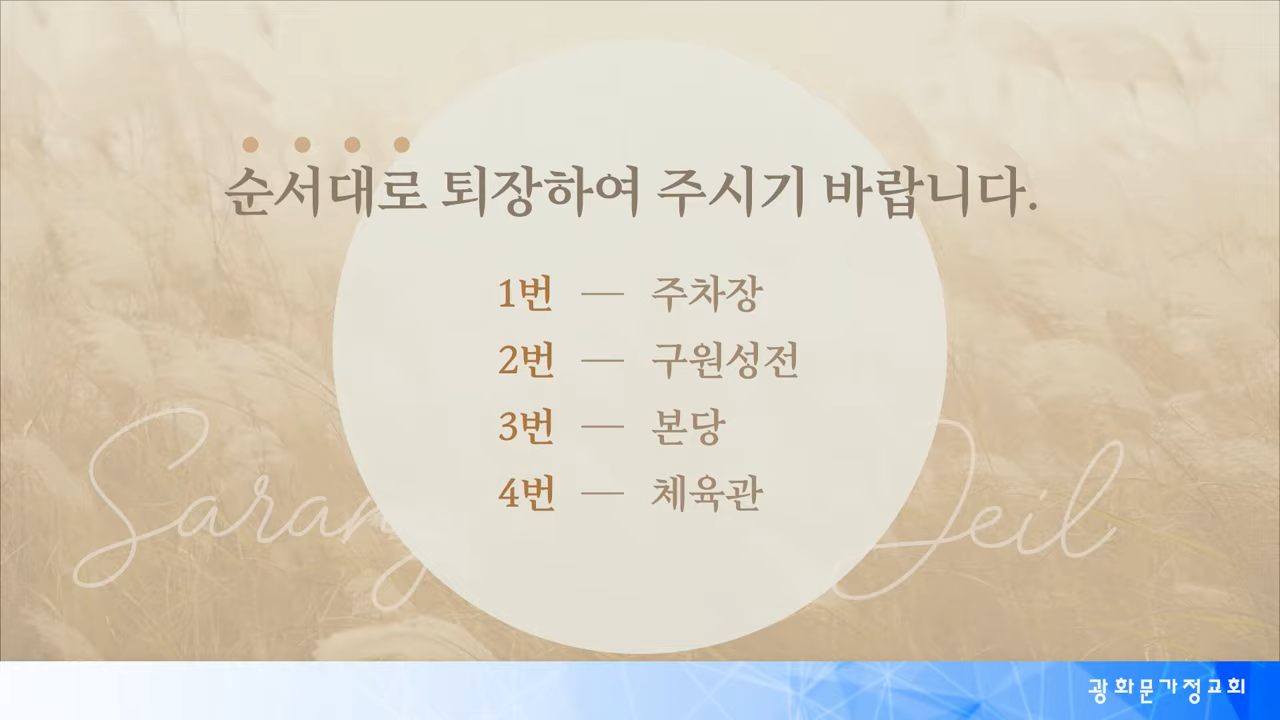 순서대로 퇴장하여 주시기 바랍니다.
1번 — 주차장
2번 — 구원성전
3번 — 본당
4번 — 체육관
Sarang Jeil
광화문가정교회